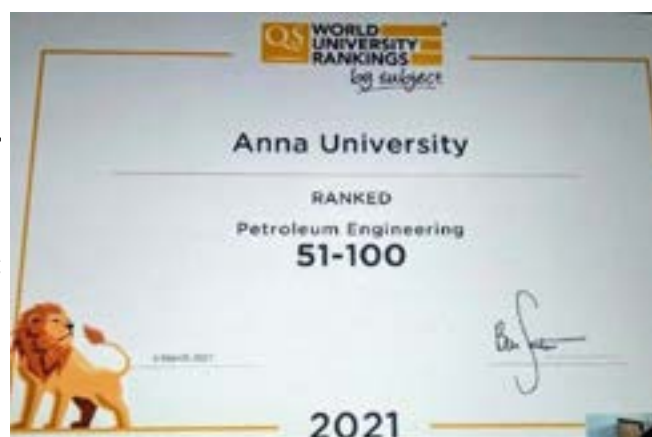 QS WORLD
UNIVERSITY
RANKINGS
by subject
Anna University
RANKED
Petroleum Engineering
51-100
2021